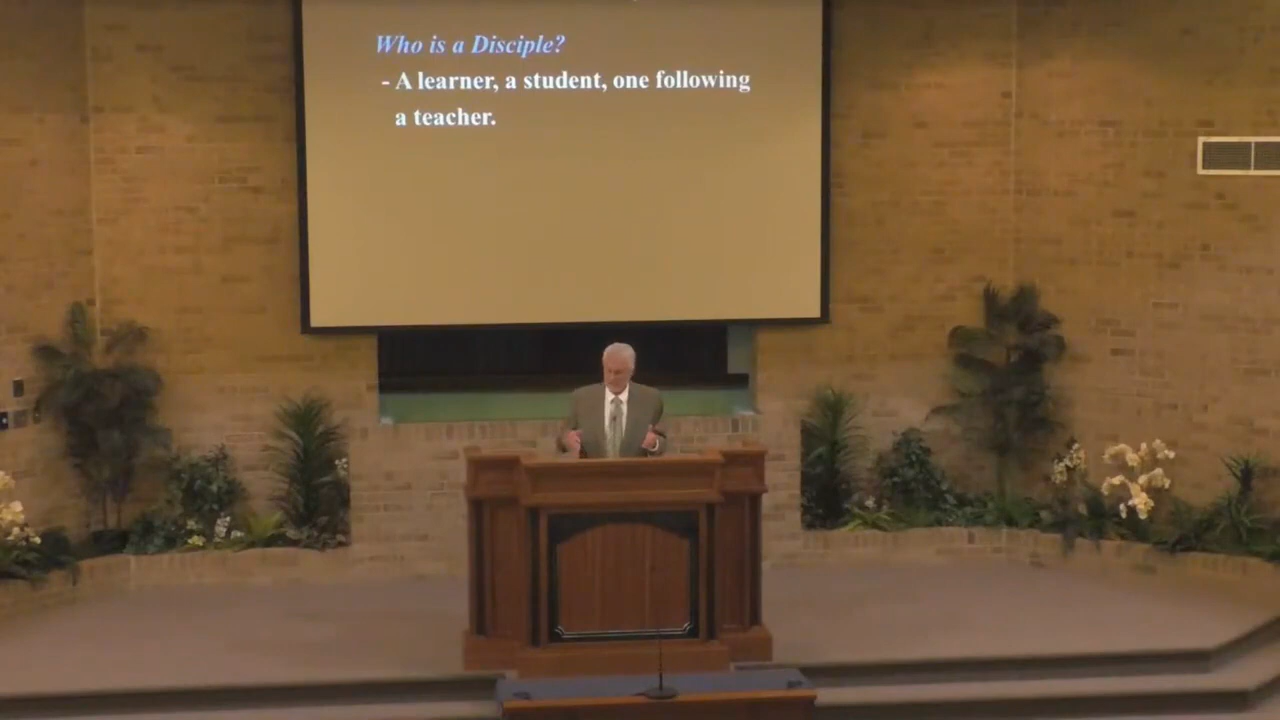 Who is a Disciple?
- A learner, a student, one following
a teacher.